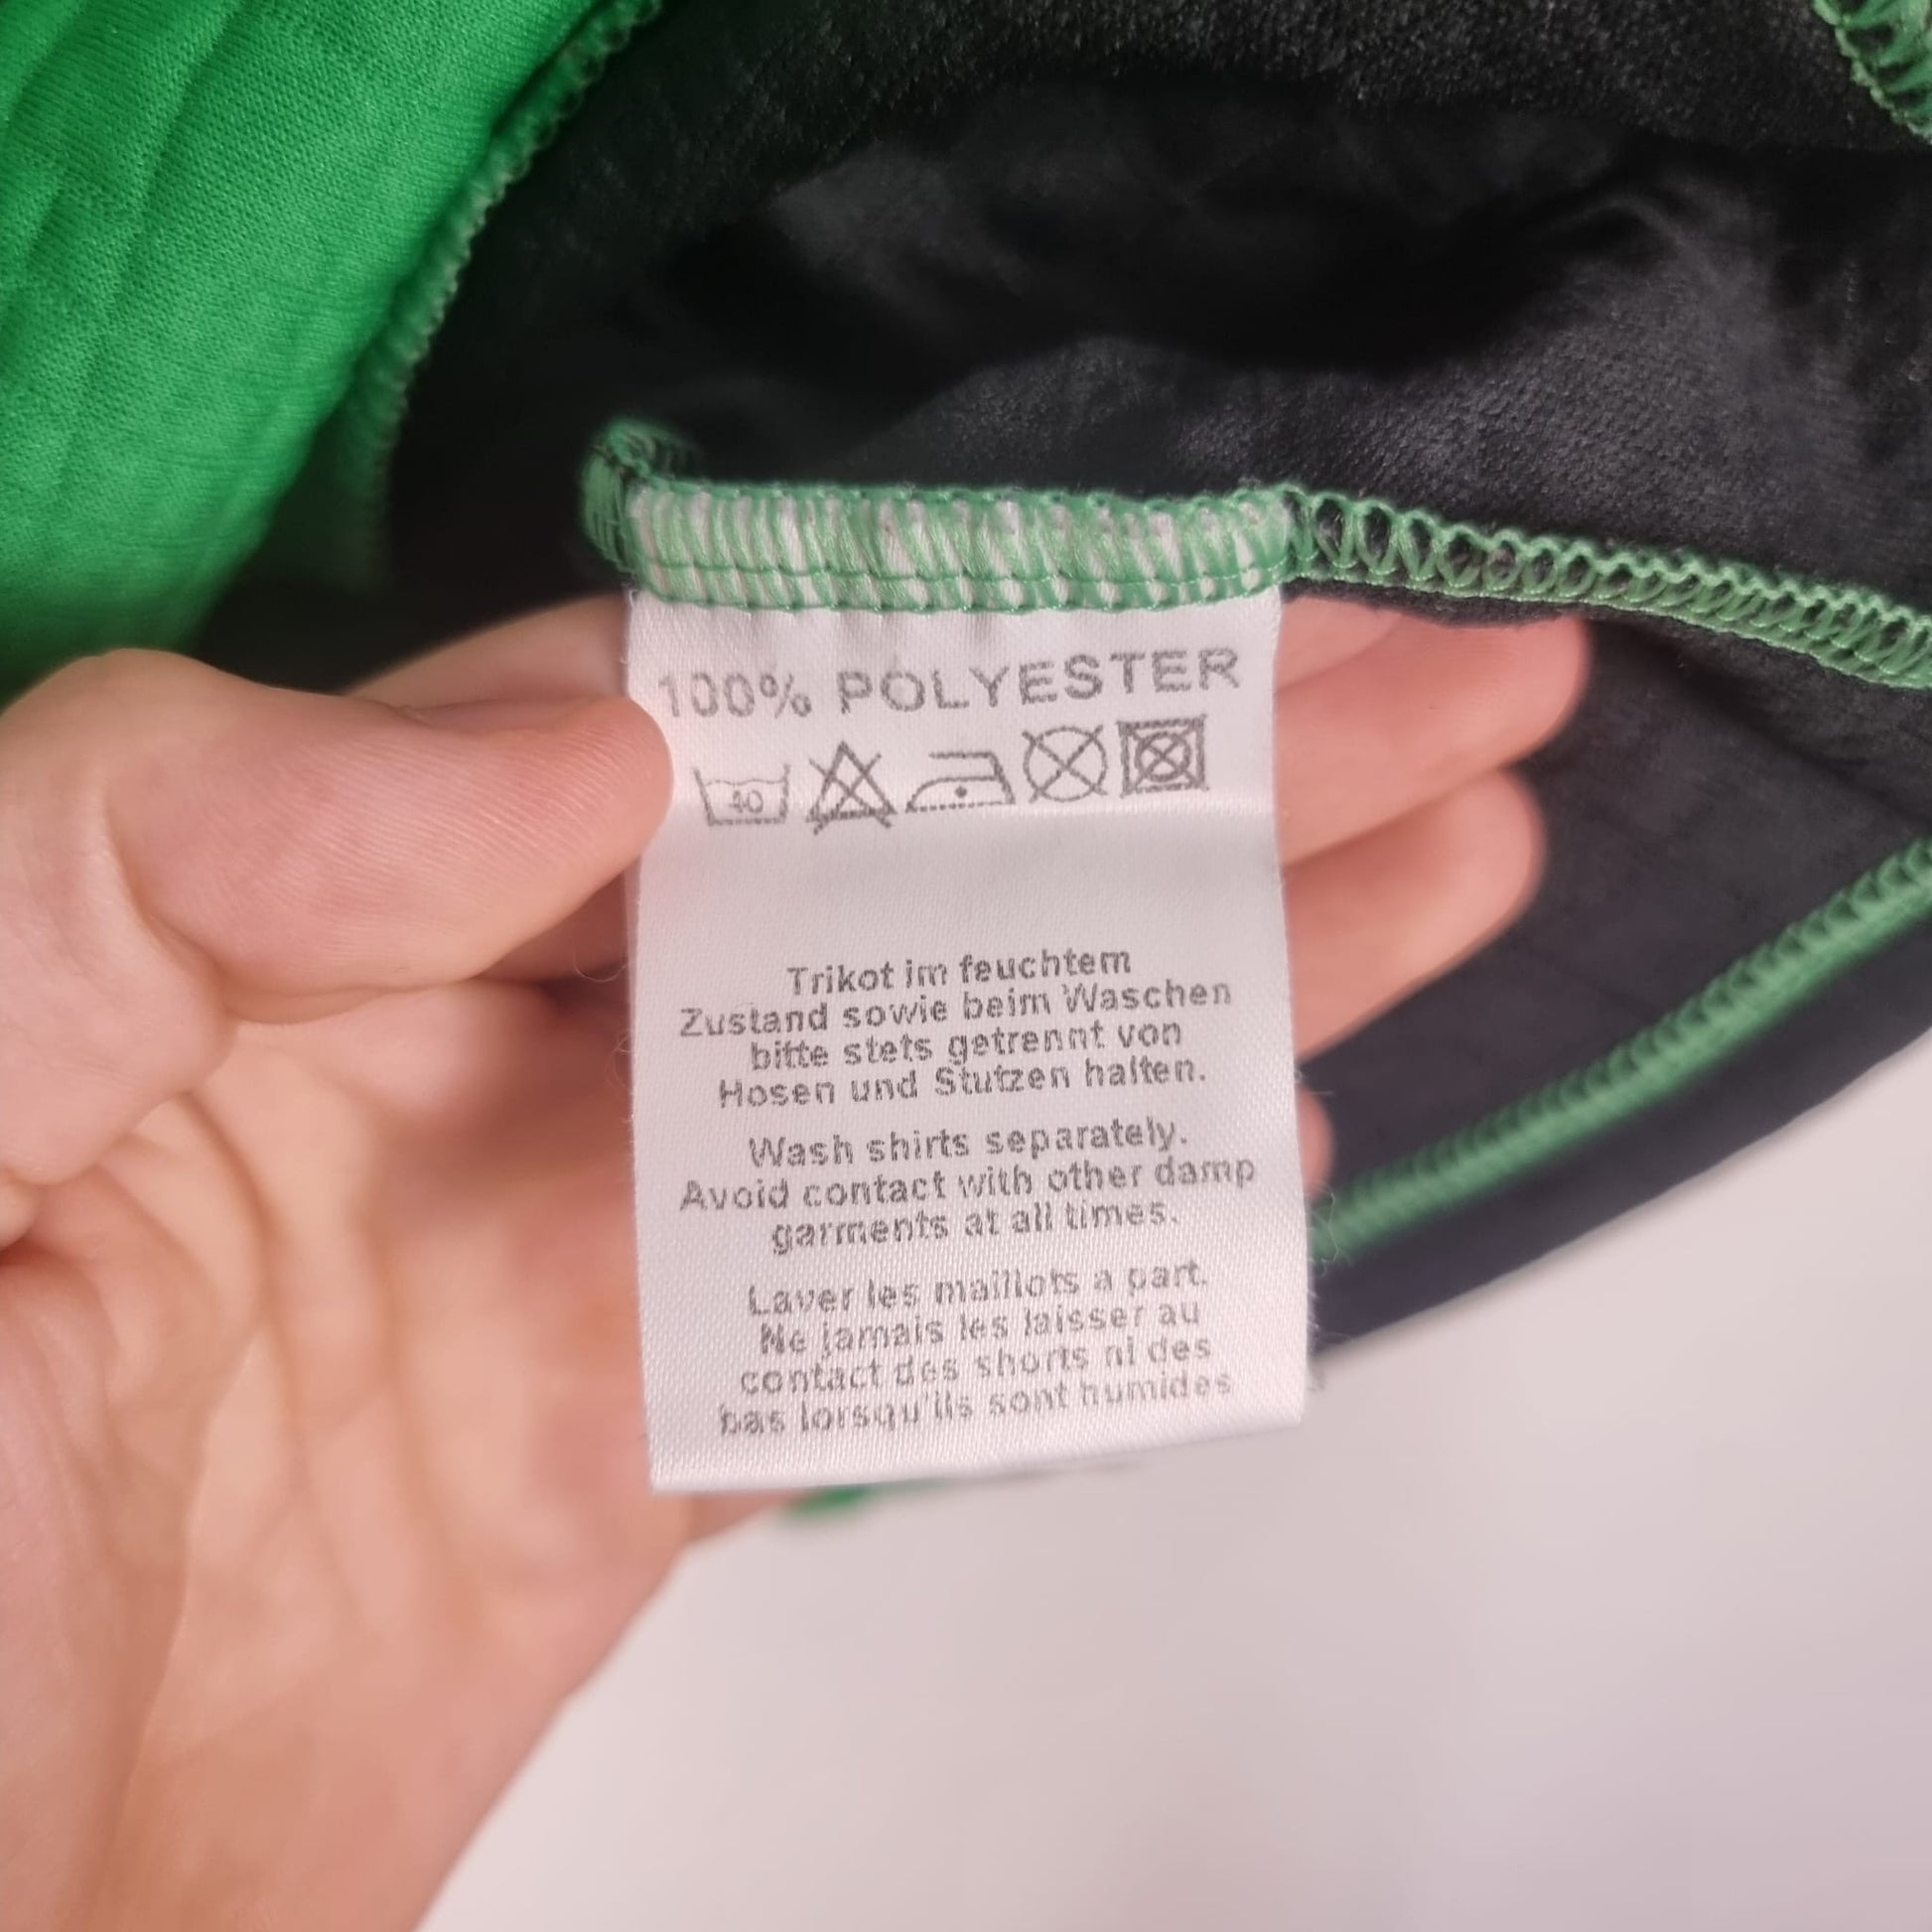 100% POLYESTER
40
Trikot im feuchtem
Zustand sowie beim Waschen
bitte stets getrennt von
Hosen und Stutzen halten.
Wash shirts separately.
Avoid contact with other damp
garments at all times.
Laver les maillots a part.
Ne jamais les laisser au
contact des shorts ni des
bas lorsqu'ils sont humides